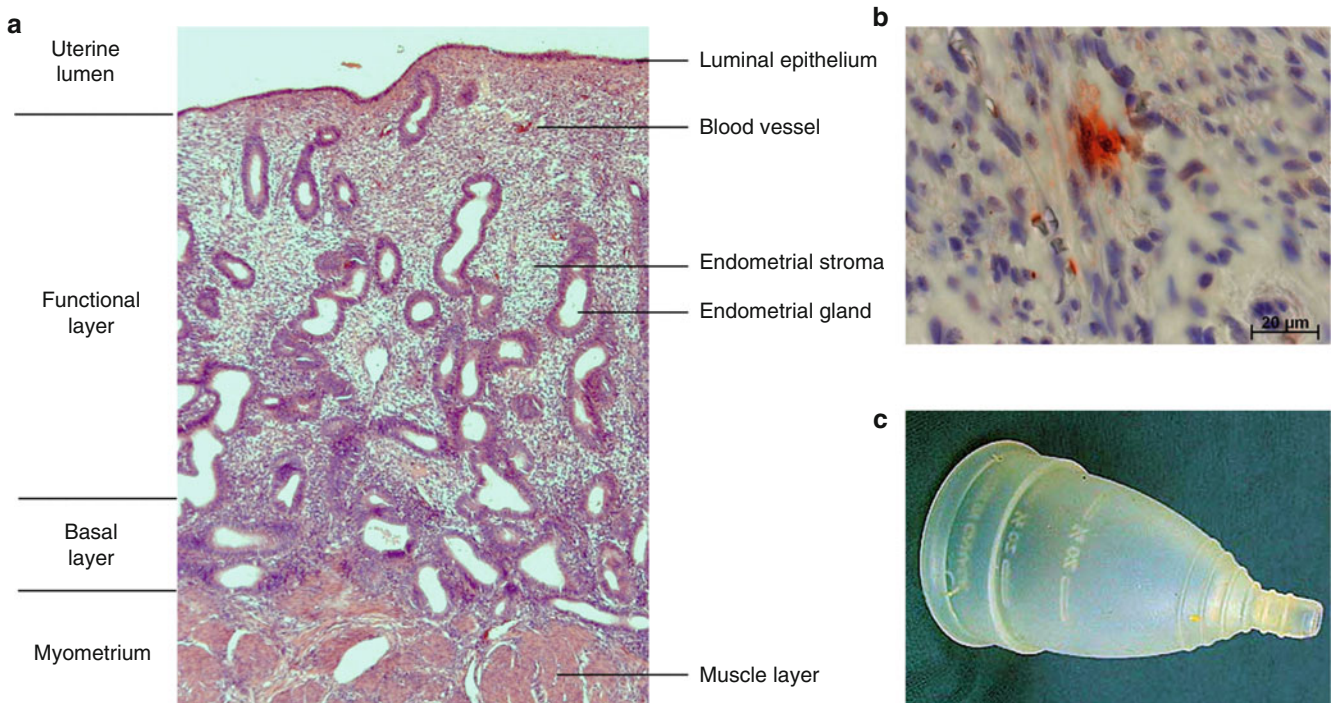 a
Uterine
lumen
Functional
layer
Basal
layer
Myometrium
Luminal epithelium
Blood vessel
Endometrial stroma
Endometrial gland
Muscle layer
b
20 µm
c